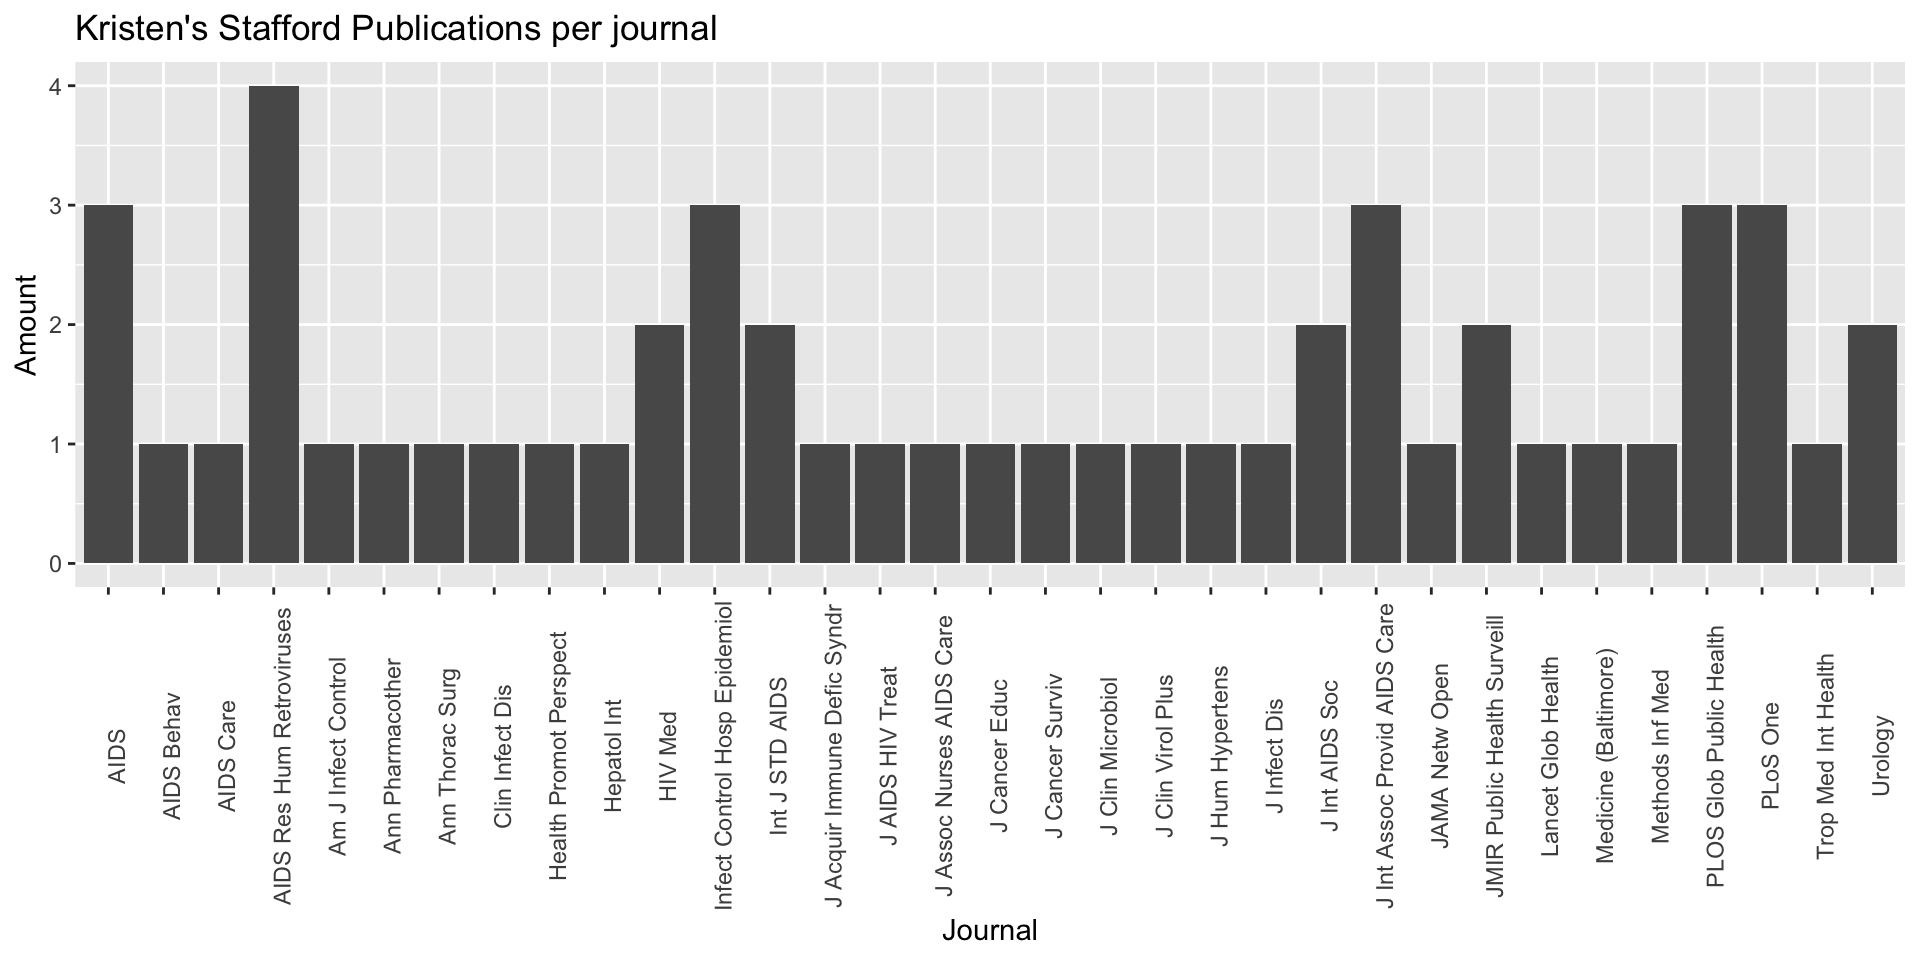 Kristen's Stafford Publications per journal
Amount
4
3
2
1
0
AIDS
AIDS Behav
AIDS Care
AIDS Res Hum Retroviruses
Am J Infect Control
Ann Pharmacother
Ann Thorac Surg
Clin Infect Dis
Health Promot Perspect
Hepatol Int
HIV Med
Infect Control Hosp Epidemiol
Int J STD AIDS
J Acquir Immune Defic Syndr
J AIDS HIV Treat
J Assoc Nurses AIDS Care
J Cancer Educ
J Cancer Surviv
J Clin Microbiol
J Clin Virol Plus
J Hum Hypertens
J Infect Dis
J Int AIDS Soc
J Int Assoc Provid AIDS Care
JAMA Netw Open
JMIR Public Health Surveill
Lancet Glob Health
Medicine (Baltimore)
Methods Inf Med
PLOS Glob Public Health
PLoS One
Trop Med Int Health
Urology
Journal